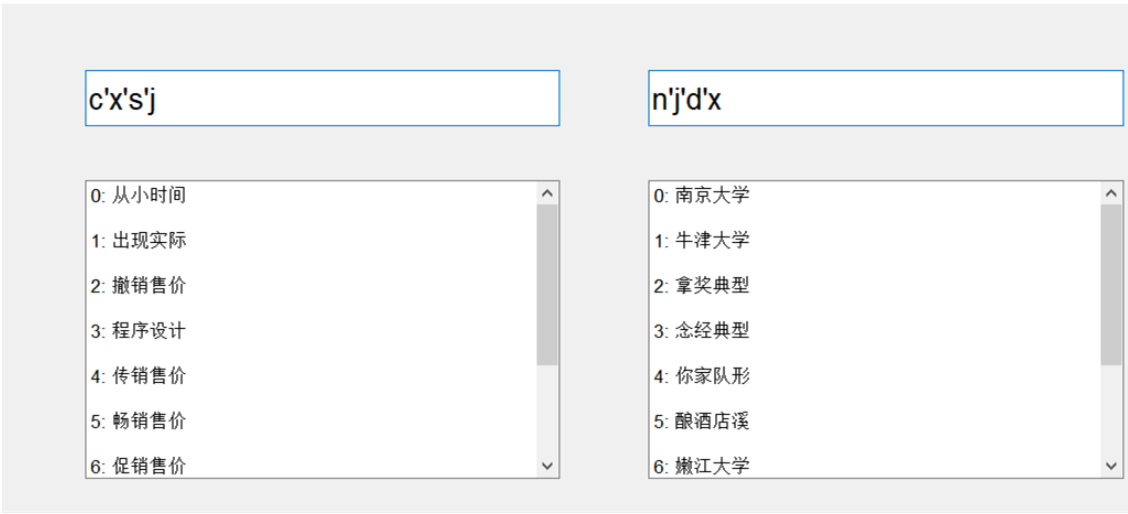 c'x's'j
0: 从小时间
1: 出现实际
2: 撤销售价
3: 程序设计
4: 传销售价
5: 畅销售价
6: 促销售价
n'j'd'x
0: 南京大学
1: 牛津大学
2: 拿奖典型
3: 念经典型
4: 你家队形
5: 酿酒店溪
6: 嫩江大学